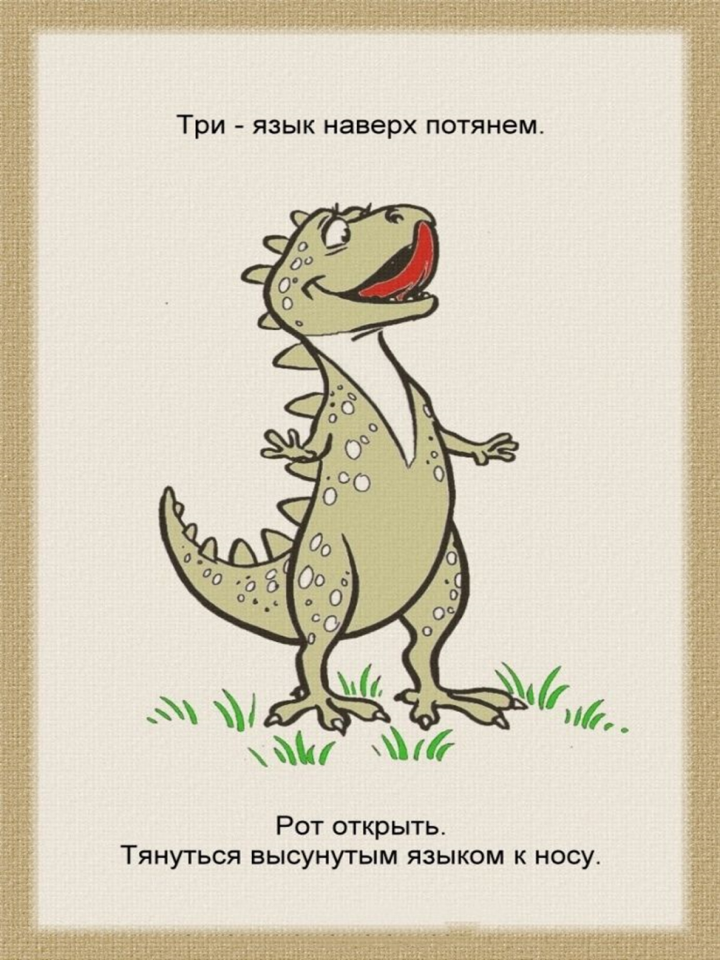 Три - язык наверх потянем.
Рот открыть.
Тянуться высунутым языком к носу.